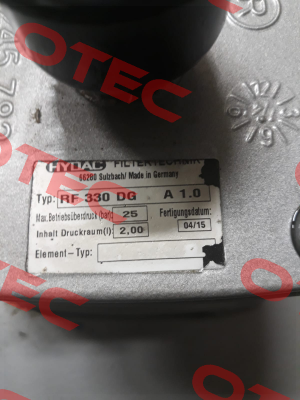 OTEC
HYDAC FILTERTECHNIK
66280 Sulzbach/ Made in Germany
Typ: RF 330 DG A 1.0
Max.Betriebsüberdruck (bar) 25 Fertigungsdatum:
Inhalt Druckraum(l) 2,00 04/15
Element-Typ:
OTEC